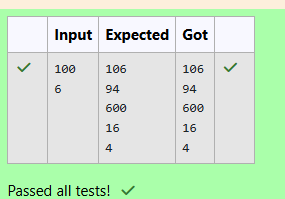 Input Expected Got
100 106 106
6 94 94
600 600
16 16
4 4
Passed all tests!